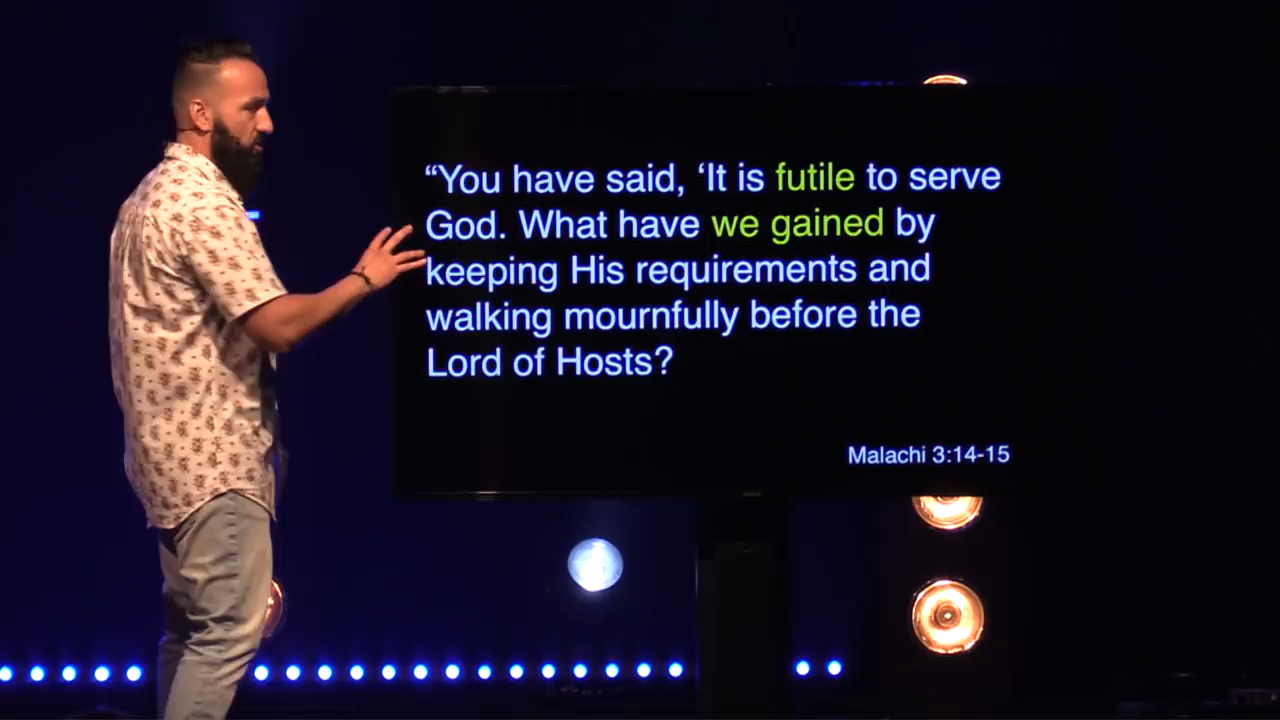 “You have said, ‘It is futile to serve
God. What have we gained by
keeping His requirements and
walking mournfully before the
Lord of Hosts?
Malachi 3:14-15